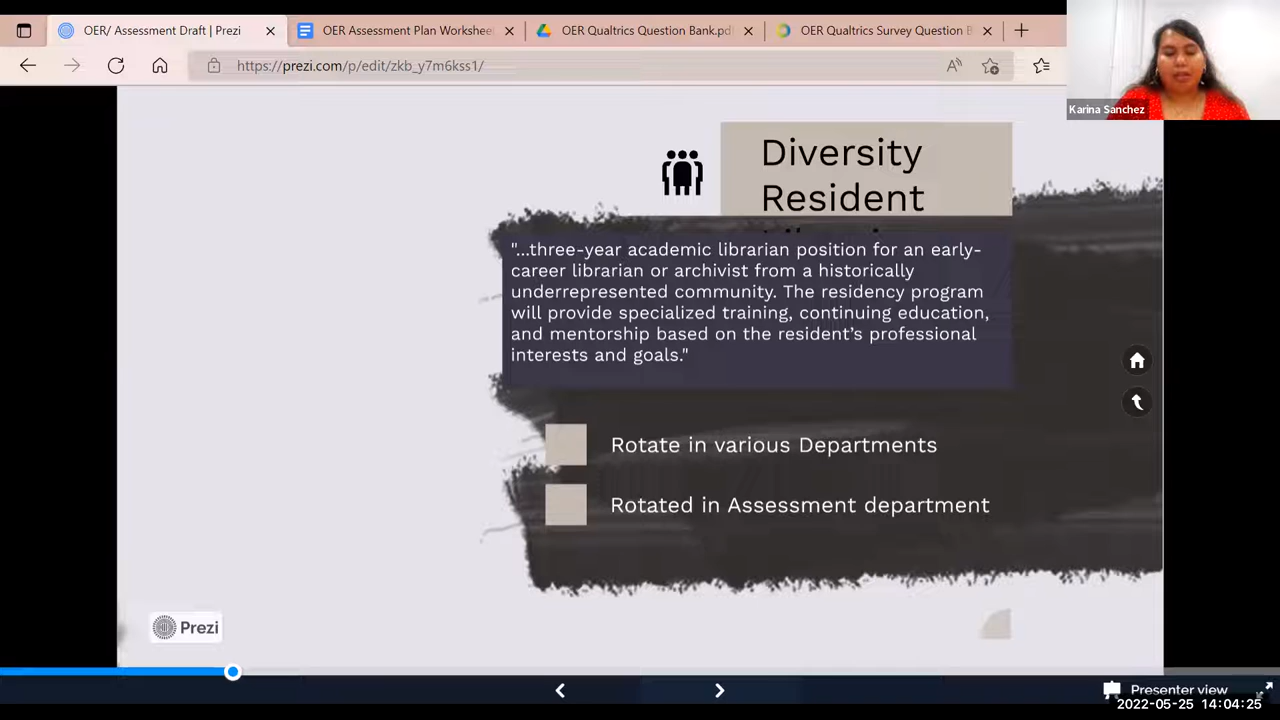 OER/ Assessment Draft | Prezi
OER Assessment Plan Workshee
OER Qualtrics Question Bank.pd
OER Qualtrics Survey Question B
https://prezi.com/p/edit/zkb_y7m6kss1/
Karina Sanchez
Diversity
Resident
"...three-year academic librarian position for an early-
career librarian or archivist from a historically
underrepresented community. The residency program
will provide specialized training, continuing education,
and mentorship based on the resident’s professional
interests and goals."
Rotate in various Departments
Rotated in Assessment department
Prezi
Presenter view
2022-05-25 14:04:25